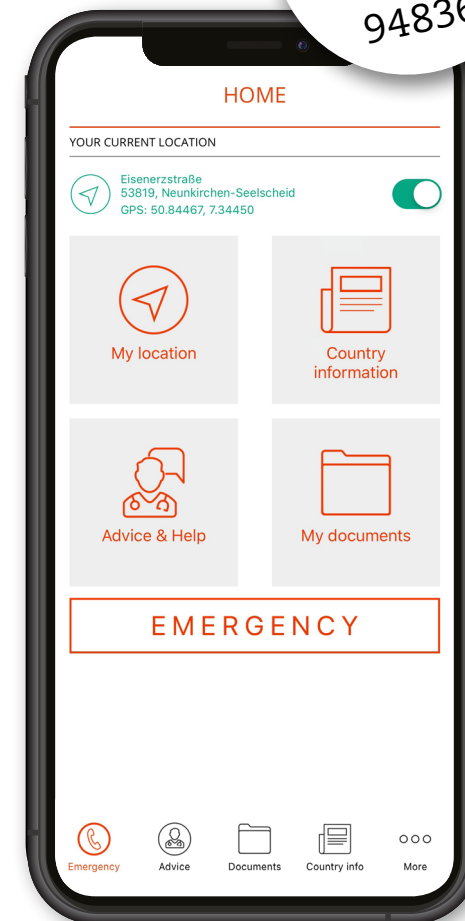 HOME
YOUR CURRENT LOCATION
Eisenerzstraße
53819, Neunkirchen-Seelscheid
GPS: 50.84467, 7.34450
My location
Country
information
Advice & Help
My documents
EMERGENCY
Emergency Advice Documents Country info More